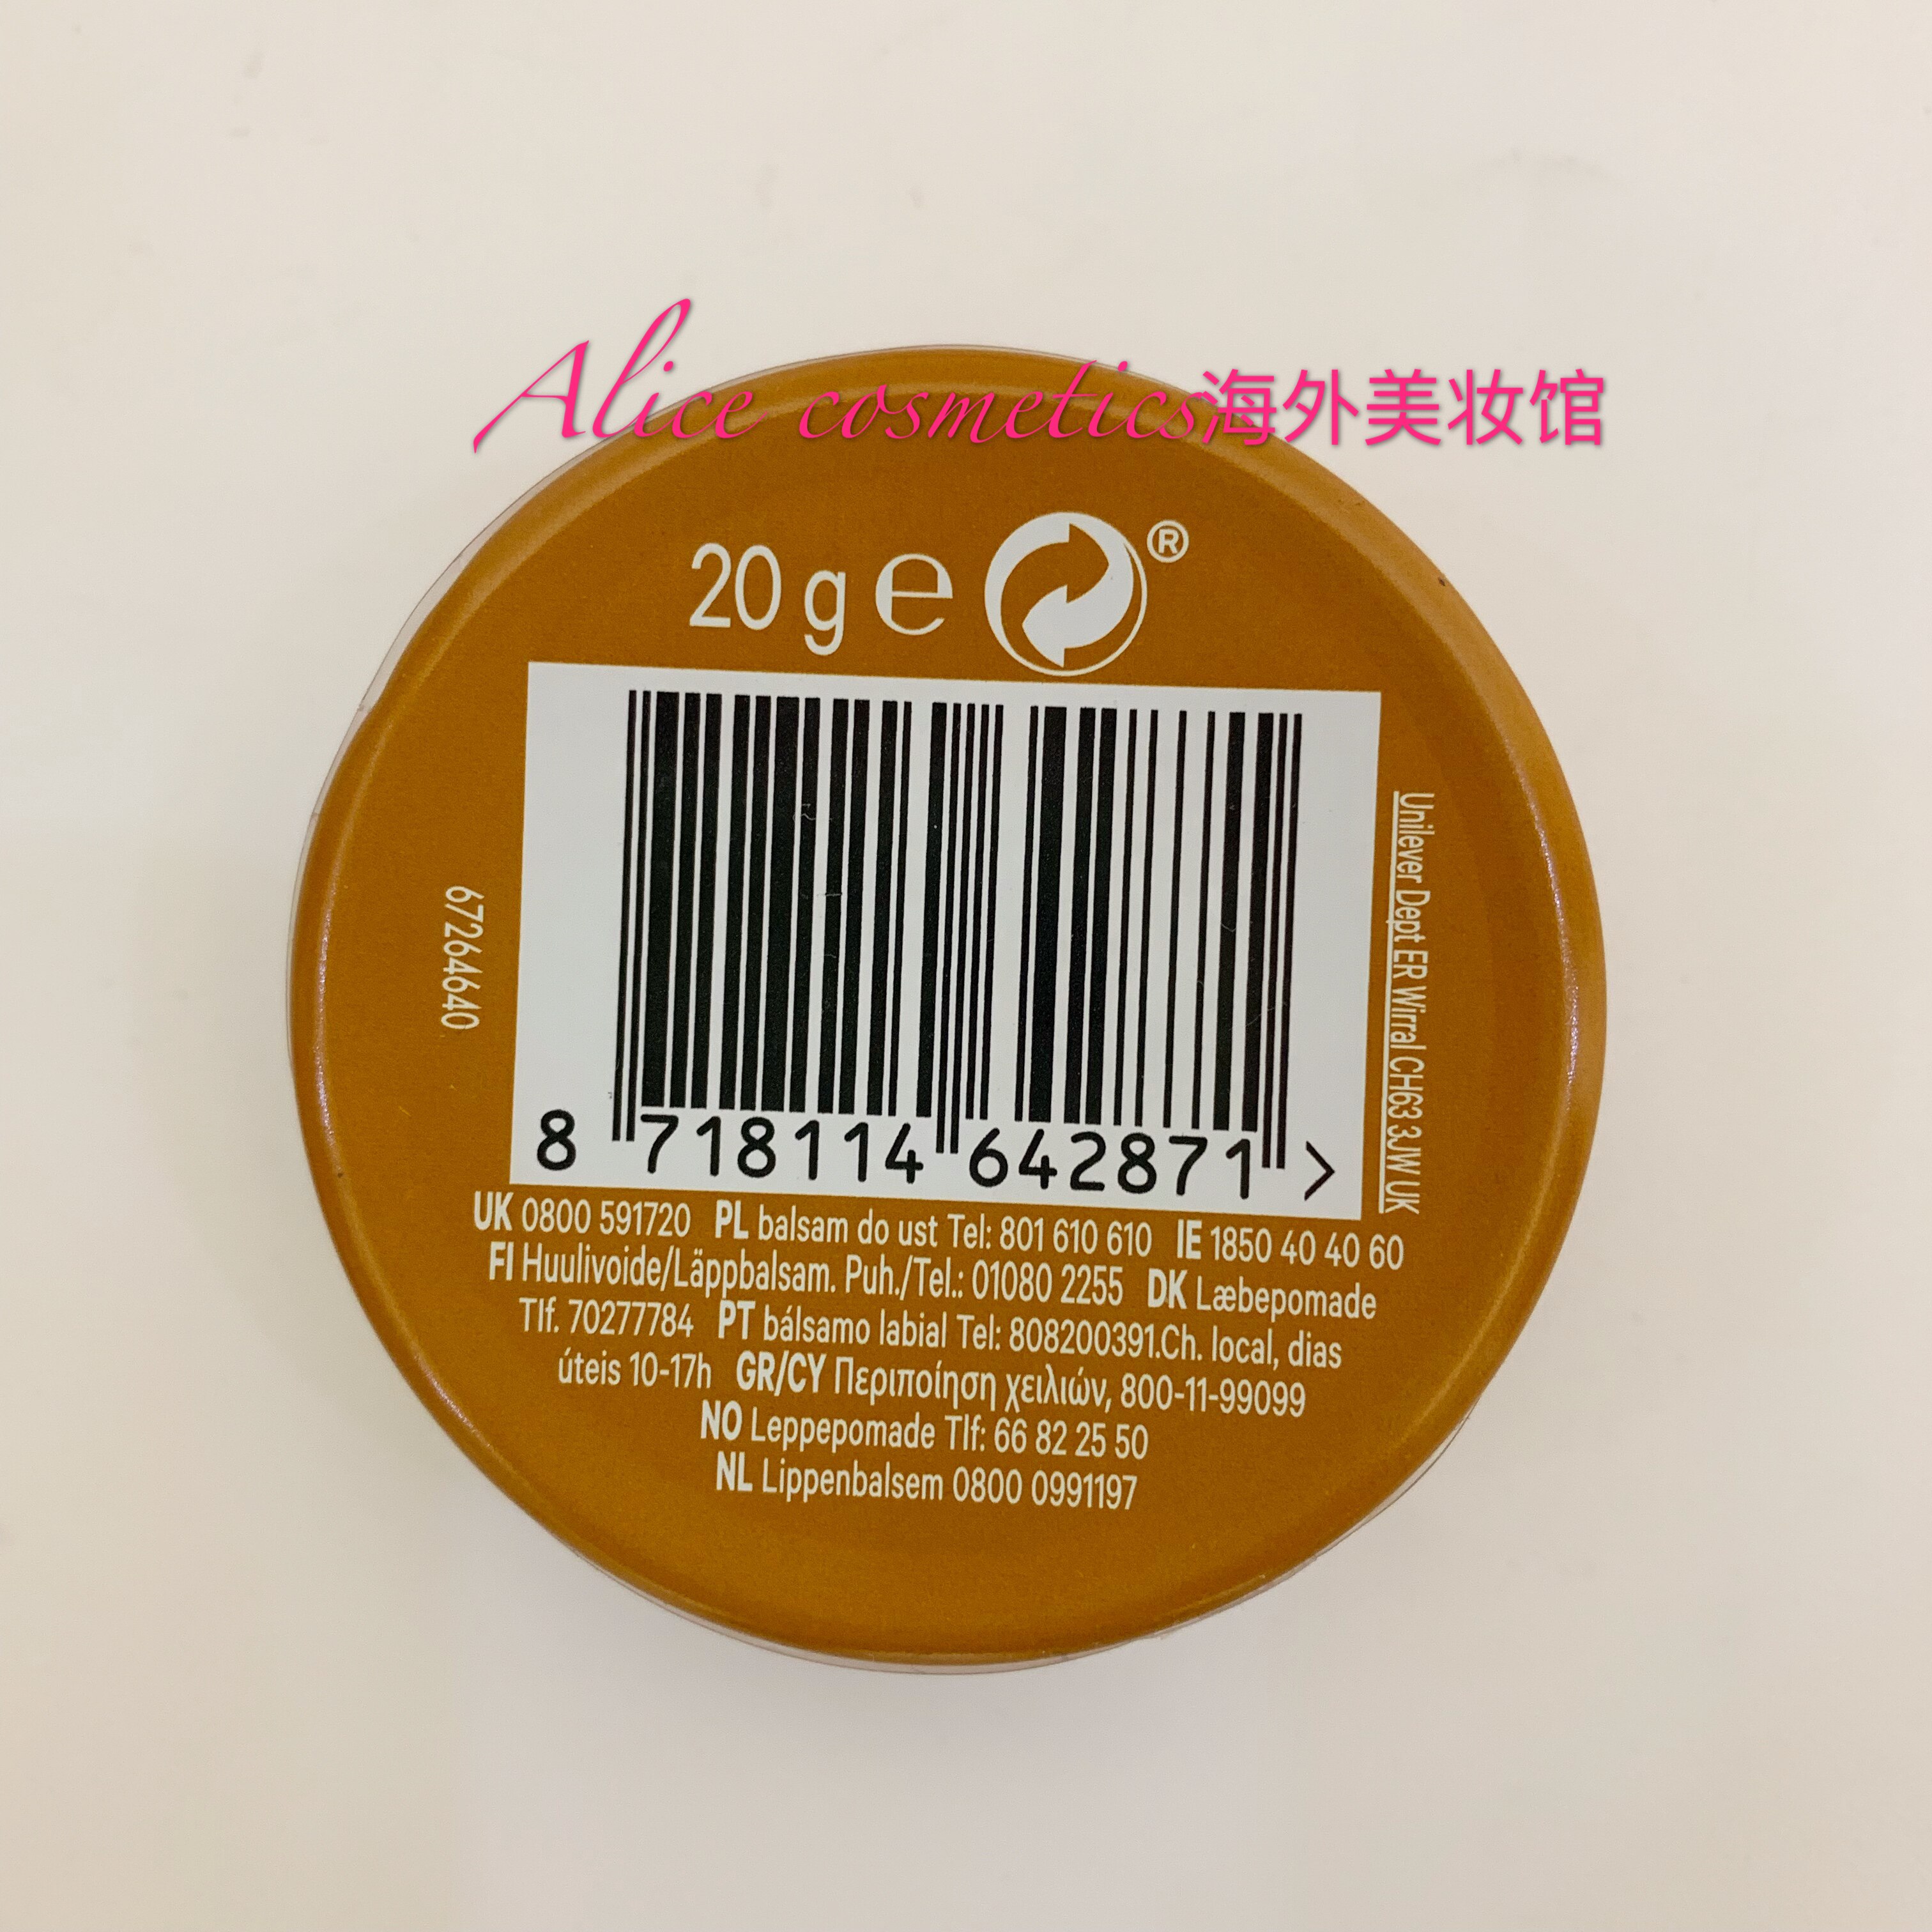 Alice cosmetics海外美妆馆
20 g e ®
8 718114 642871 >
67264640
Unilever Dept ER Wirral CH63 3JW UK
UK 0800 591720 PL balsam do ust Tel: 801 610 610 IE 1850 40 40 60
FI Huulivoide/Läppbalsam. Puh./Tel.: 01080 2255 DK Læbepomade
Tlf. 70277784 PT bálsamo labial Tel: 808200391.Ch. local, dias
úteis 10-17h GR/CY Περιποίηση χειλιών, 800-11-99099
NO Leppepomade Tlf: 66 82 25 50
NL Lippenbalsem 0800 0991197